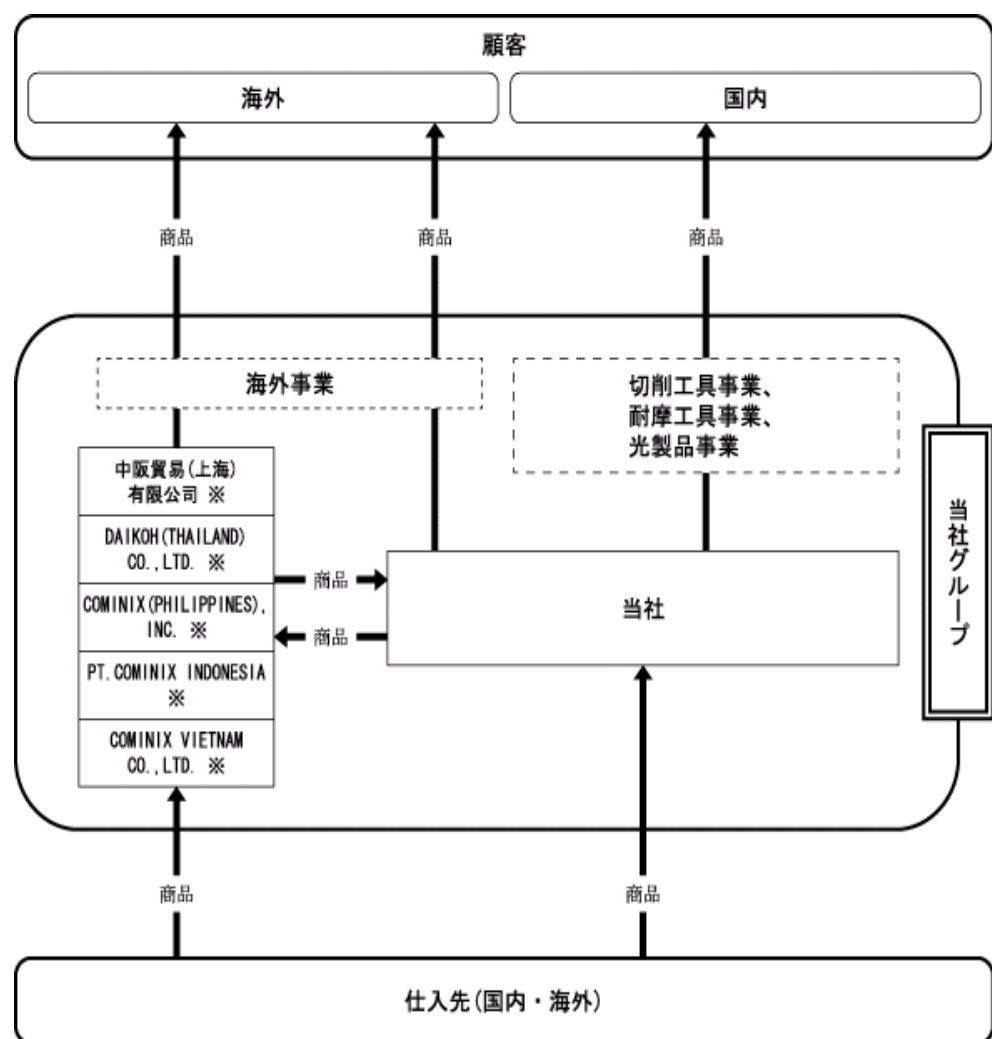 顧客
海外
国内
商品
商品
商品
海外事業
切削工具事業、
耐摩工具事業、
光製品事業
中阪貿易(上海)
有限公司 ※
DAIKOH(THAILAND)
CO.,LTD. ※
COMINIX(PHILIPPINES),
INC. ※
PT.COMINIX INDONESIA
※
COMINIX VIETNAM
CO.,LTD. ※
商品
商品
当社
当社グループ
商品
商品
仕入先(国内・海外)